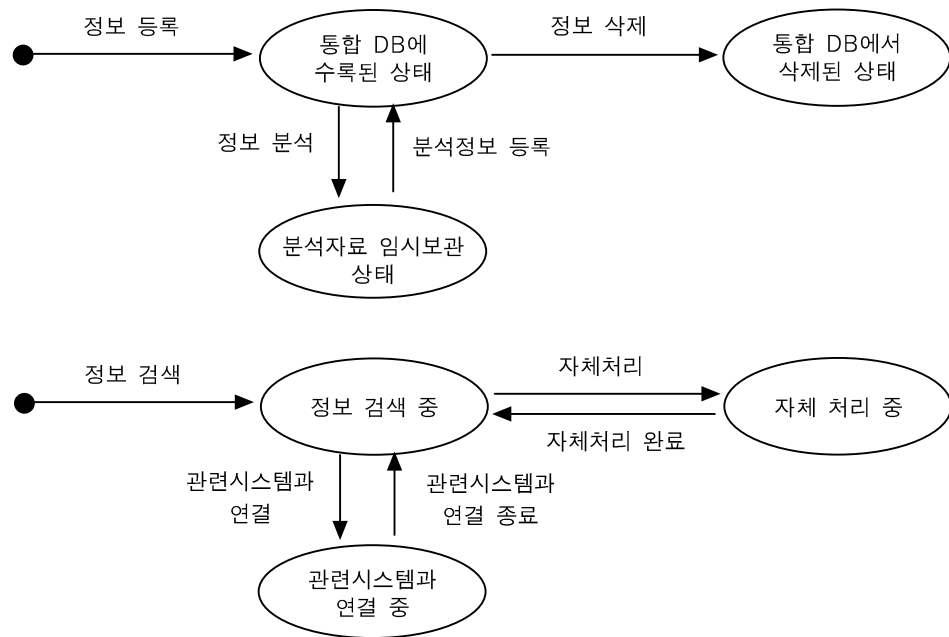 정보 등록
통합 DB에
수록된 상태
정보 삭제
통합 DB에서
삭제된 상태
정보 분석
분석정보 등록
분석자료 임시보관
상태
정보 검색
정보 검색 중
자체처리
자체처리 완료
자체 처리 중
관련시스템과
연결
관련시스템과
연결 종료
관련시스템과
연결 중